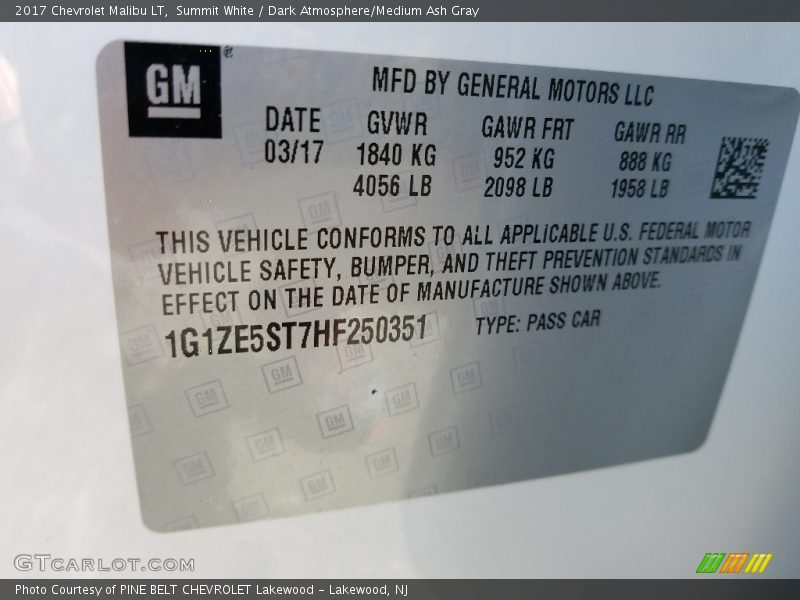 2017 Chevrolet Malibu LT, Summit White / Dark Atmosphere/Medium Ash Gray
GM ®
MFD BY GENERAL MOTORS LLC
DATE GVWR GAWR FRT GAWR RR
03/17 1840 KG 952 KG 888 KG
4056 LB 2098 LB 1958 LB
THIS VEHICLE CONFORMS TO ALL APPLICABLE U.S. FEDERAL MOTOR
VEHICLE SAFETY, BUMPER, AND THEFT PREVENTION STANDARDS IN
EFFECT ON THE DATE OF MANUFACTURE SHOWN ABOVE.
1G1ZE5ST7HF250351 TYPE: PASS CAR
GTCARLOT.COM
Photo Courtesy of PINE BELT CHEVROLET Lakewood - Lakewood, NJ